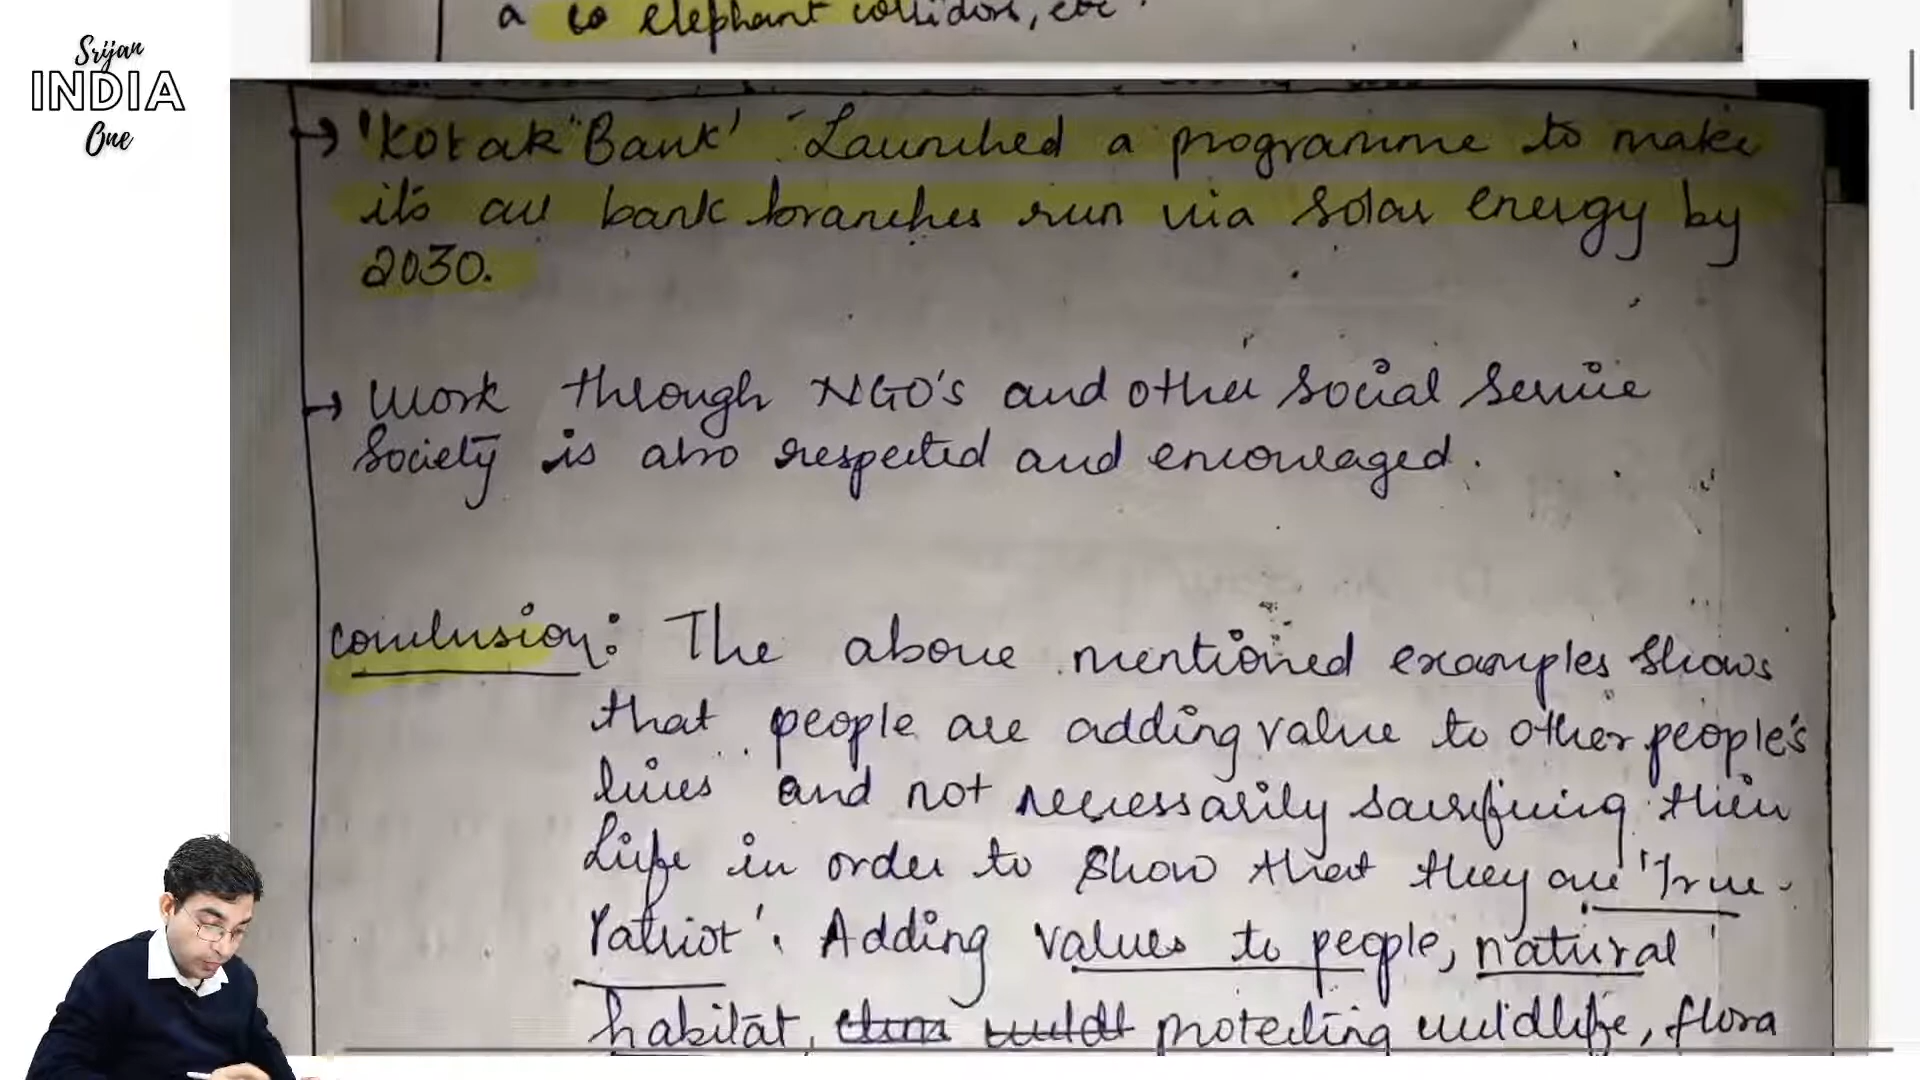 a co elephant collidors, etc.
Srijan
INDIA
One
→ 'Kotak Bank' Launched a programme to make
it's all bank branches run via Solar energy by
2030.
→ Work through NGO's and other Social Service
Society is also respected and encouraged.
Conclusion: The above mentioned examples Shows
that people are adding value to other people's
lives and not necessarily sacrificing their
Life in order to Show that they are 'True
Patriot'. Adding values to people, natural
habitat, protecting wildlife, flora